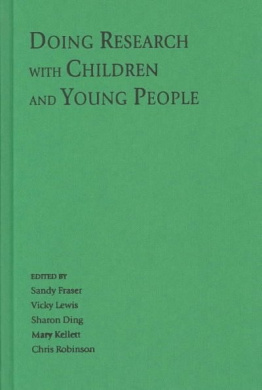 DOING RESEARCH
WITH CHILDREN
AND YOUNG PEOPLE
EDITED BY
Sandy Fraser
Vicky Lewis
Sharon Ding
Mary Kellett
Chris Robinson